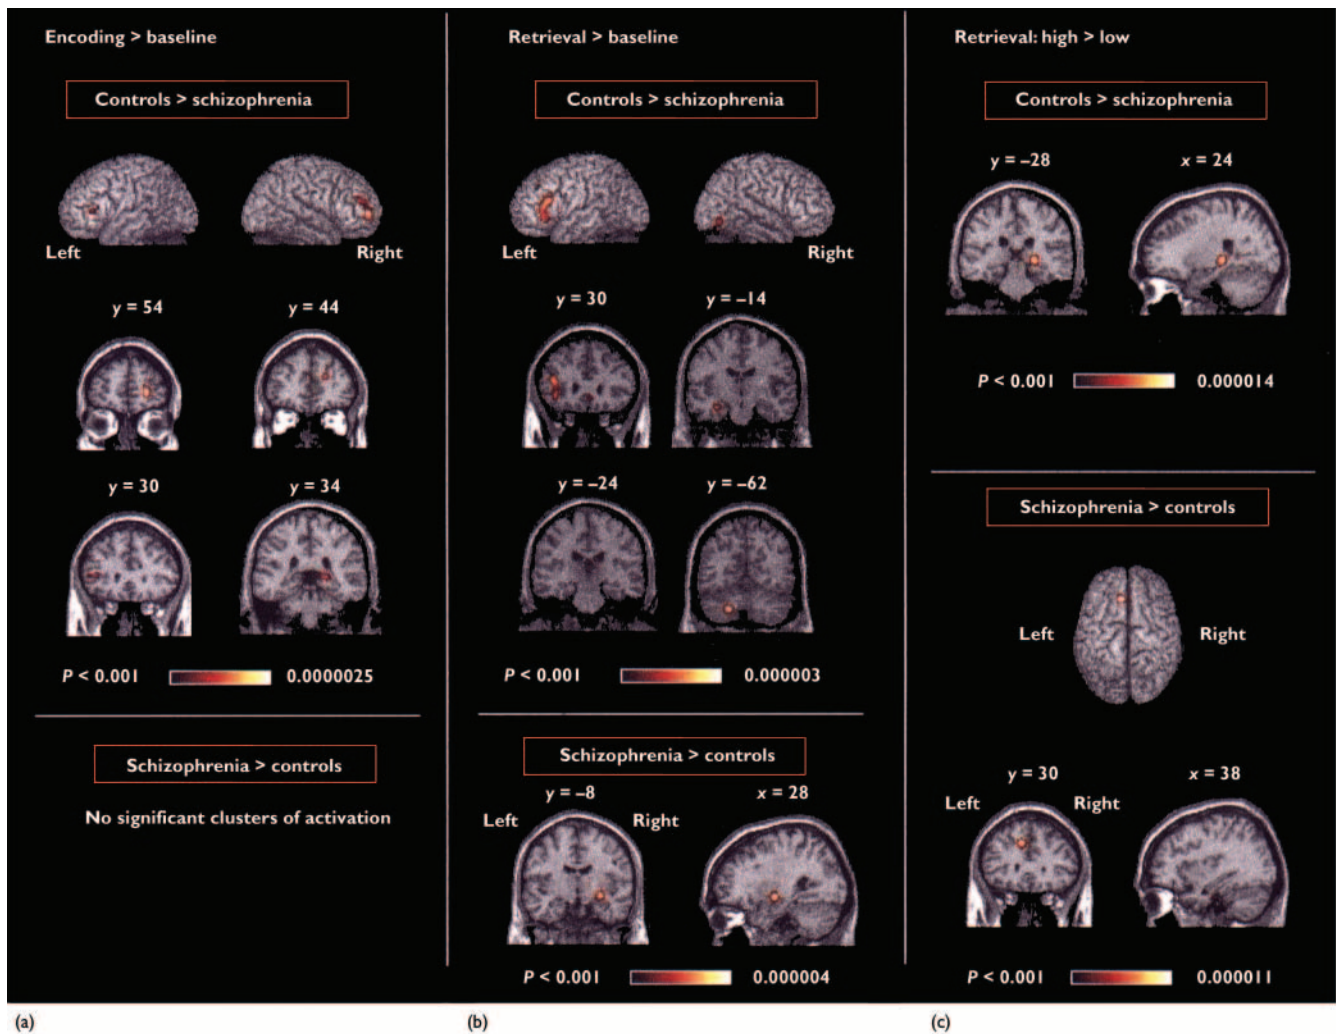 Encoding > baseline
Controls > schizophrenia
Left
Right
y = 54
y = 44
y = 30
y = 34
P < 0.001
0.0000025
Schizophrenia > controls
No significant clusters of activation
(a)
Retrieval > baseline
Controls > schizophrenia
Left
Right
y = 30
y = –14
y = –24
y = –62
P < 0.001
0.000003
Schizophrenia > controls
y = –8
x = 28
Left
Right
P < 0.001
0.000004
(b)
Retrieval: high > low
Controls > schizophrenia
y = –28
x = 24
P < 0.001
0.000014
Schizophrenia > controls
Left
Right
y = 30
x = 38
Left
Right
P < 0.001
0.000011
(c)